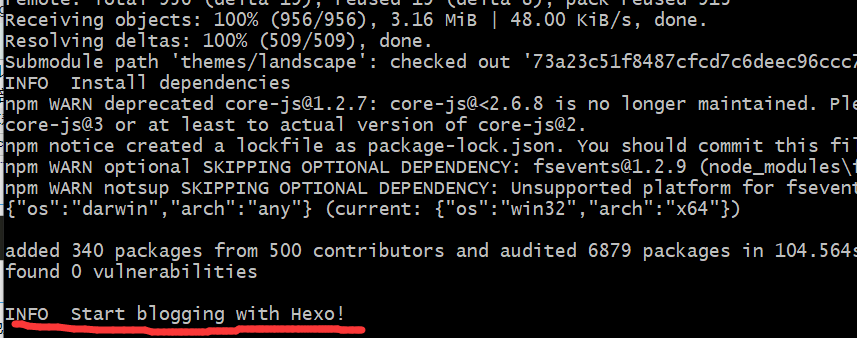 remote: Total 956 (delta 15), reused 15 (delta 8), pack-reused 915
Receiving objects: 100% (956/956), 3.16 MiB | 48.00 KiB/s, done.
Resolving deltas: 100% (509/509), done.
Submodule path 'themes/landscape': checked out '73a23c51f8487cfcd7c6deec96ccc7
INFO  Install dependencies
npm WARN deprecated core-js@1.2.7: core-js@<2.6.8 is no longer maintained. Ple
core-js@3 or at least to actual version of core-js@2.
npm notice created a lockfile as package-lock.json. You should commit this fil
npm WARN optional SKIPPING OPTIONAL DEPENDENCY: fsevents@1.2.9 (node_modules\f
npm WARN notsup SKIPPING OPTIONAL DEPENDENCY: Unsupported platform for fsevent
{"os":"darwin","arch":"any"} (current: {"os":"win32","arch":"x64"})
added 340 packages from 500 contributors and audited 6879 packages in 104.564s
found 0 vulnerabilities
INFO  Start blogging with Hexo!